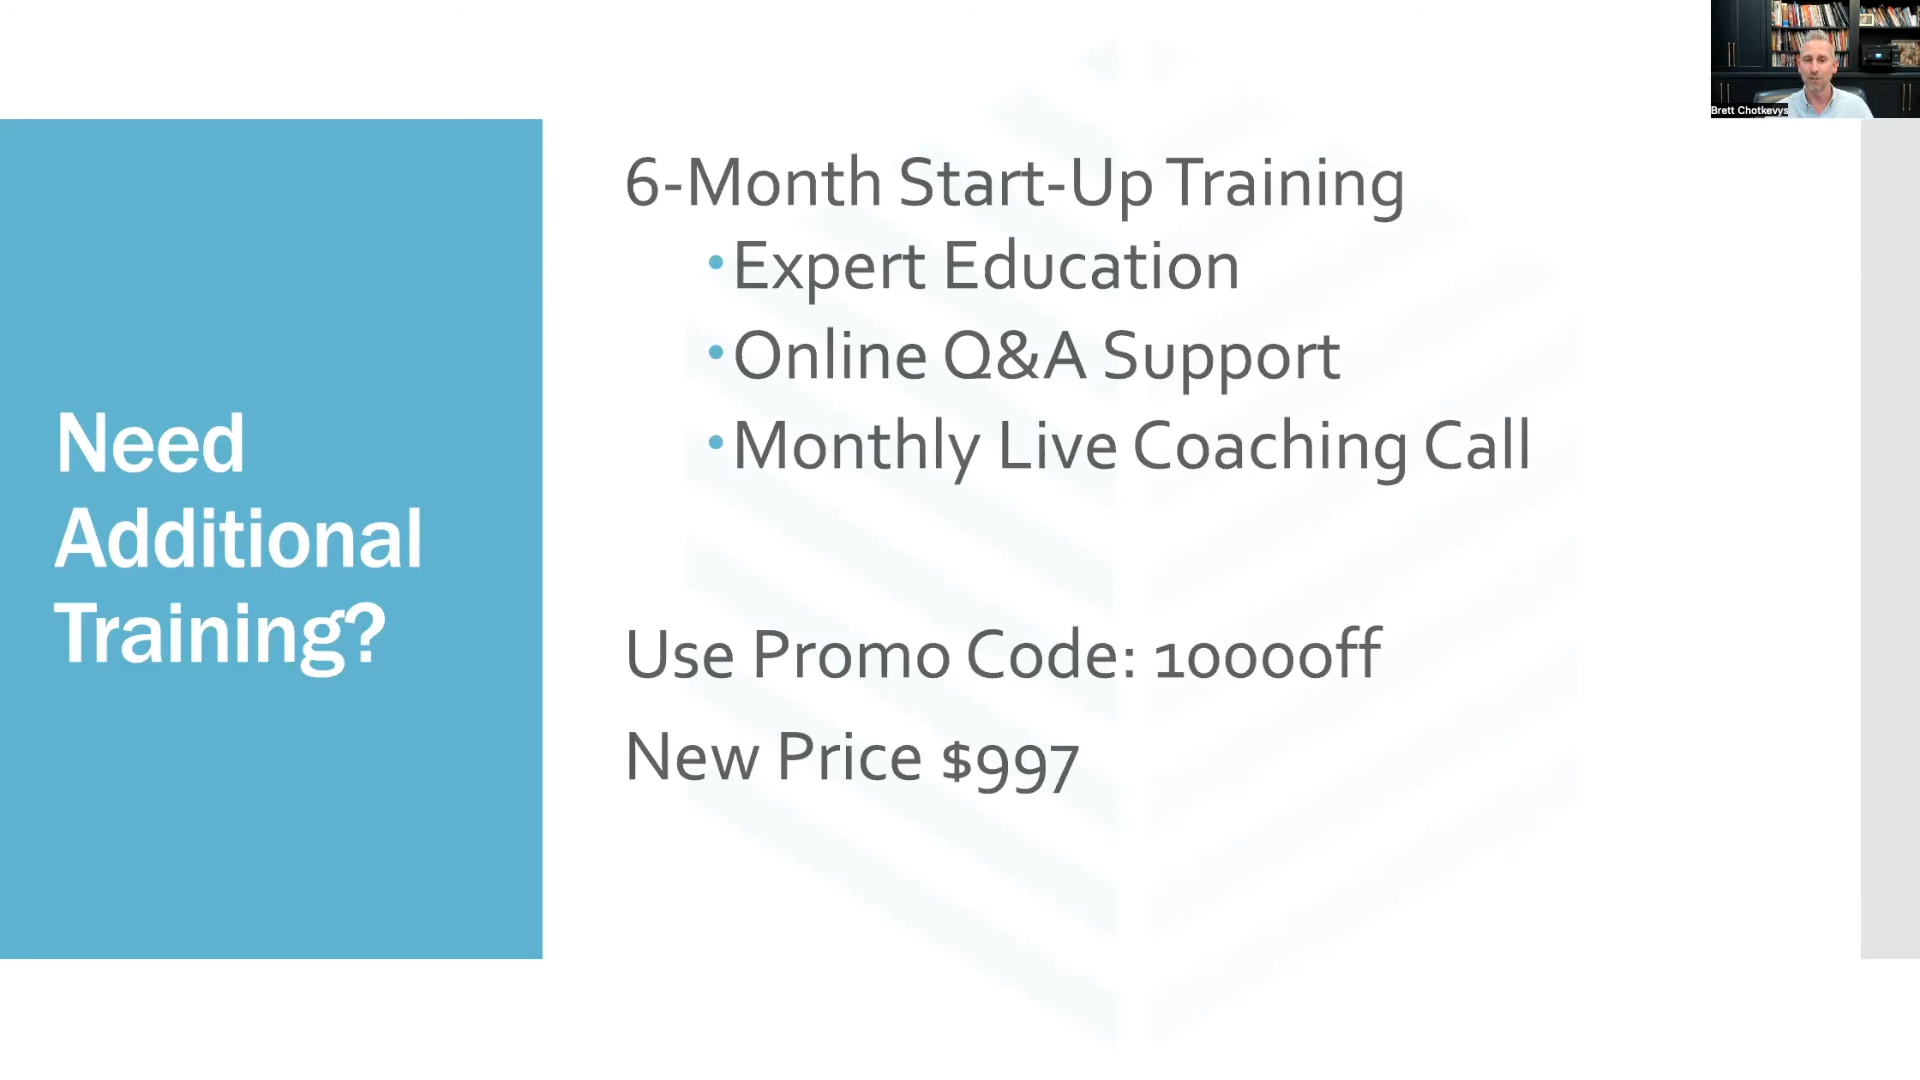 Brett Chotkevys
Need
Additional
Training?
6-Month Start-Up Training
•Expert Education
•Online Q&A Support
•Monthly Live Coaching Call
Use Promo Code: 1000off
New Price $997